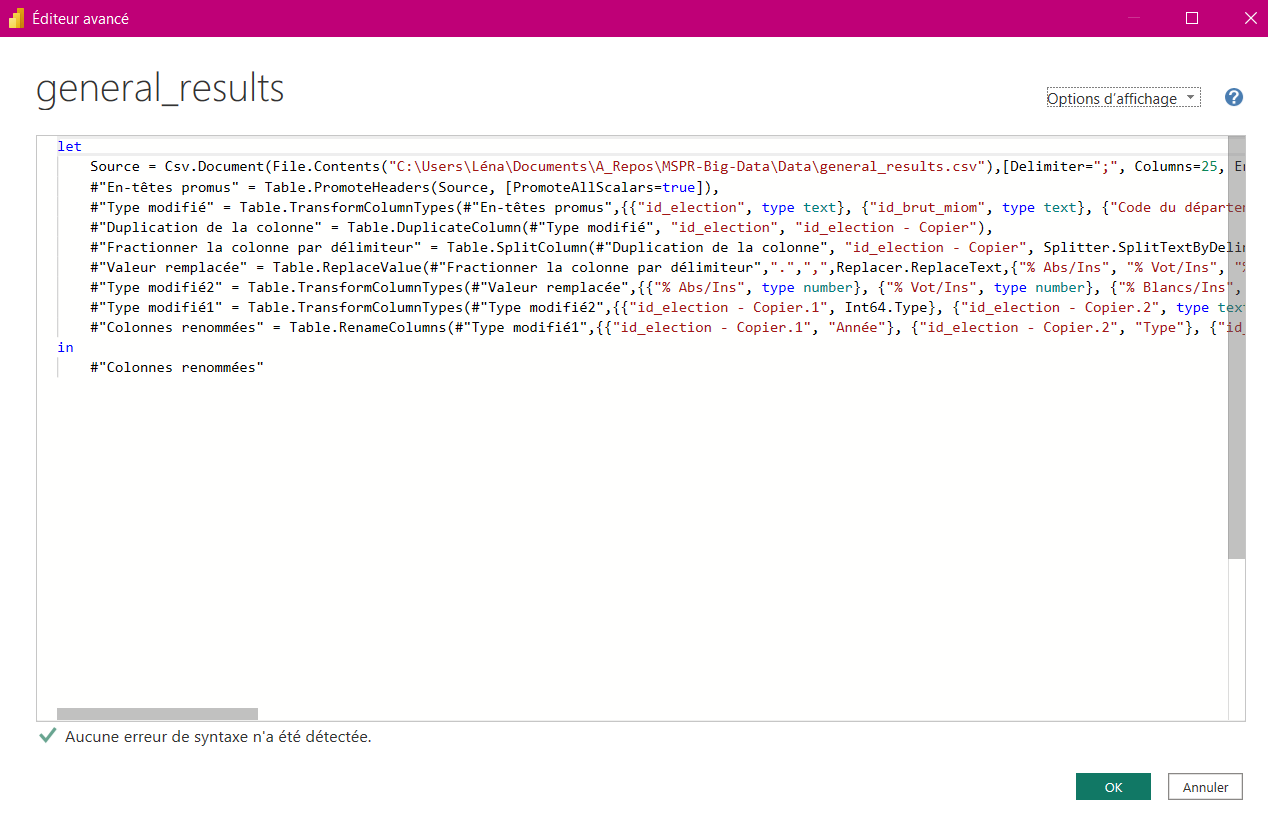 Éditeur avancé
general_results
Options d'affichage
let
Source = Csv.Document(File.Contents("C:\Users\Léna\Documents\A_Repos\MSPR-Big-Data\Data\general_results.csv"),[Delimiter=";", Columns=25,
#"En-têtes promus" = Table.PromoteHeaders(Source, [PromoteAllScalars=true]),
#"Type modifié" = Table.TransformColumnTypes(#"En-têtes promus",{{"id_election", type text}, {"id_brut_miom", type text}, {"Code du départe
#"Duplication de la colonne" = Table.DuplicateColumn(#"Type modifié", "id_election", "id_election - Copier"),
#"Fractionner la colonne par délimiteur" = Table.SplitColumn(#"Duplication de la colonne", "id_election - Copier", Splitter.SplitTextByDeli
#"Valeur remplacée" = Table.ReplaceValue(#"Fractionner la colonne par délimiteur",".",",",Replacer.ReplaceText,{"% Abs/Ins", "% Vot/Ins", "%
#"Type modifié2" = Table.TransformColumnTypes(#"Valeur remplacée",{{"% Abs/Ins", type number}, {"% Vot/Ins", type number}, {"% Blancs/Ins",
#"Type modifié1" = Table.TransformColumnTypes(#"Type modifié2",{{"id_election - Copier.1", Int64.Type}, {"id_election - Copier.2", type tex
#"Colonnes renommées" = Table.RenameColumns(#"Type modifié1",{{"id_election - Copier.1", "Année"}, {"id_election - Copier.2", "Type"}, {"id_
in
#"Colonnes renommées"
Aucune erreur de syntaxe n'a été détectée.
OK
Annuler